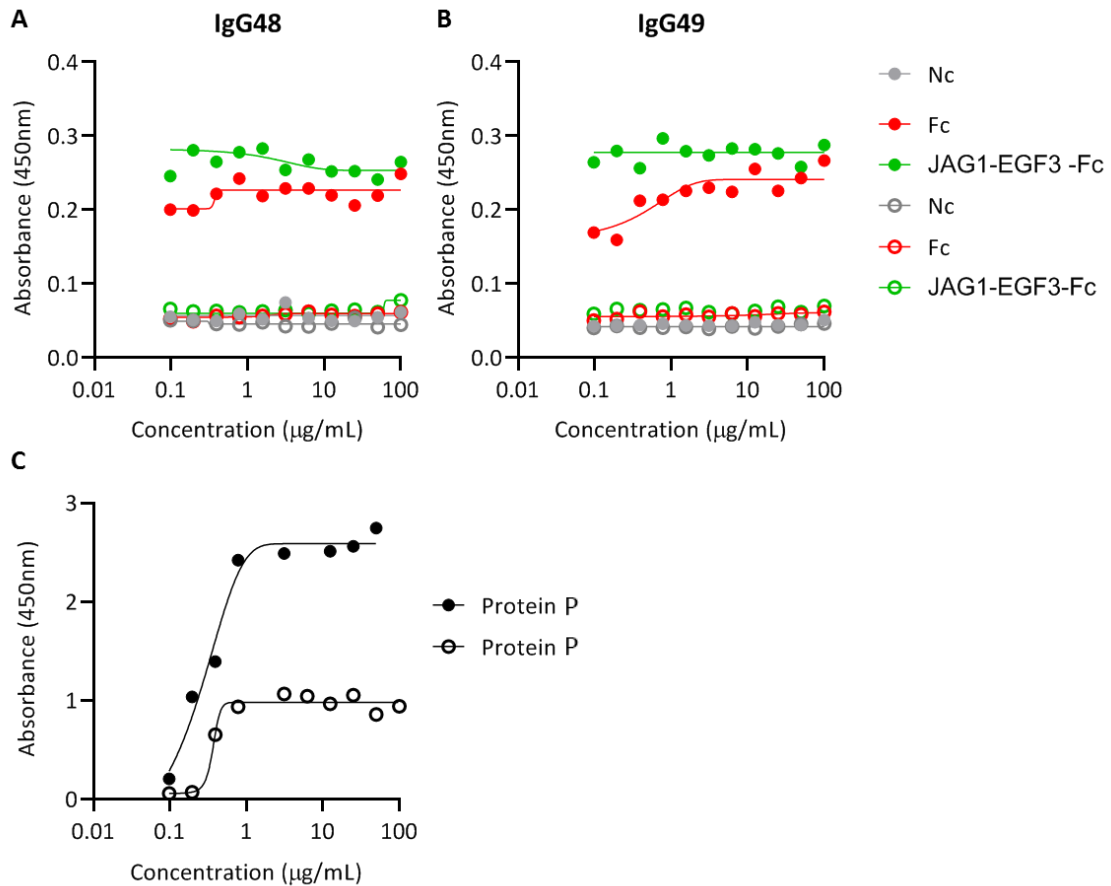 A
IgG48
B
IgG49
Absorbance (450nm)
0.4
0.3
0.2
0.1
0.0
0.01
0.1
1
10
100
Concentration (μg/mL)
Absorbance (450nm)
0.4
0.3
0.2
0.1
0.0
0.01
0.1
1
10
100
Concentration (μg/mL)
Nc
Fc
JAG1-EGF3 -Fc
Nc
Fc
JAG1-EGF3-Fc
C
Absorbance (450nm)
3
2
1
0
0.01
0.1
1
10
100
Concentration (μg/mL)
Protein P
Protein P